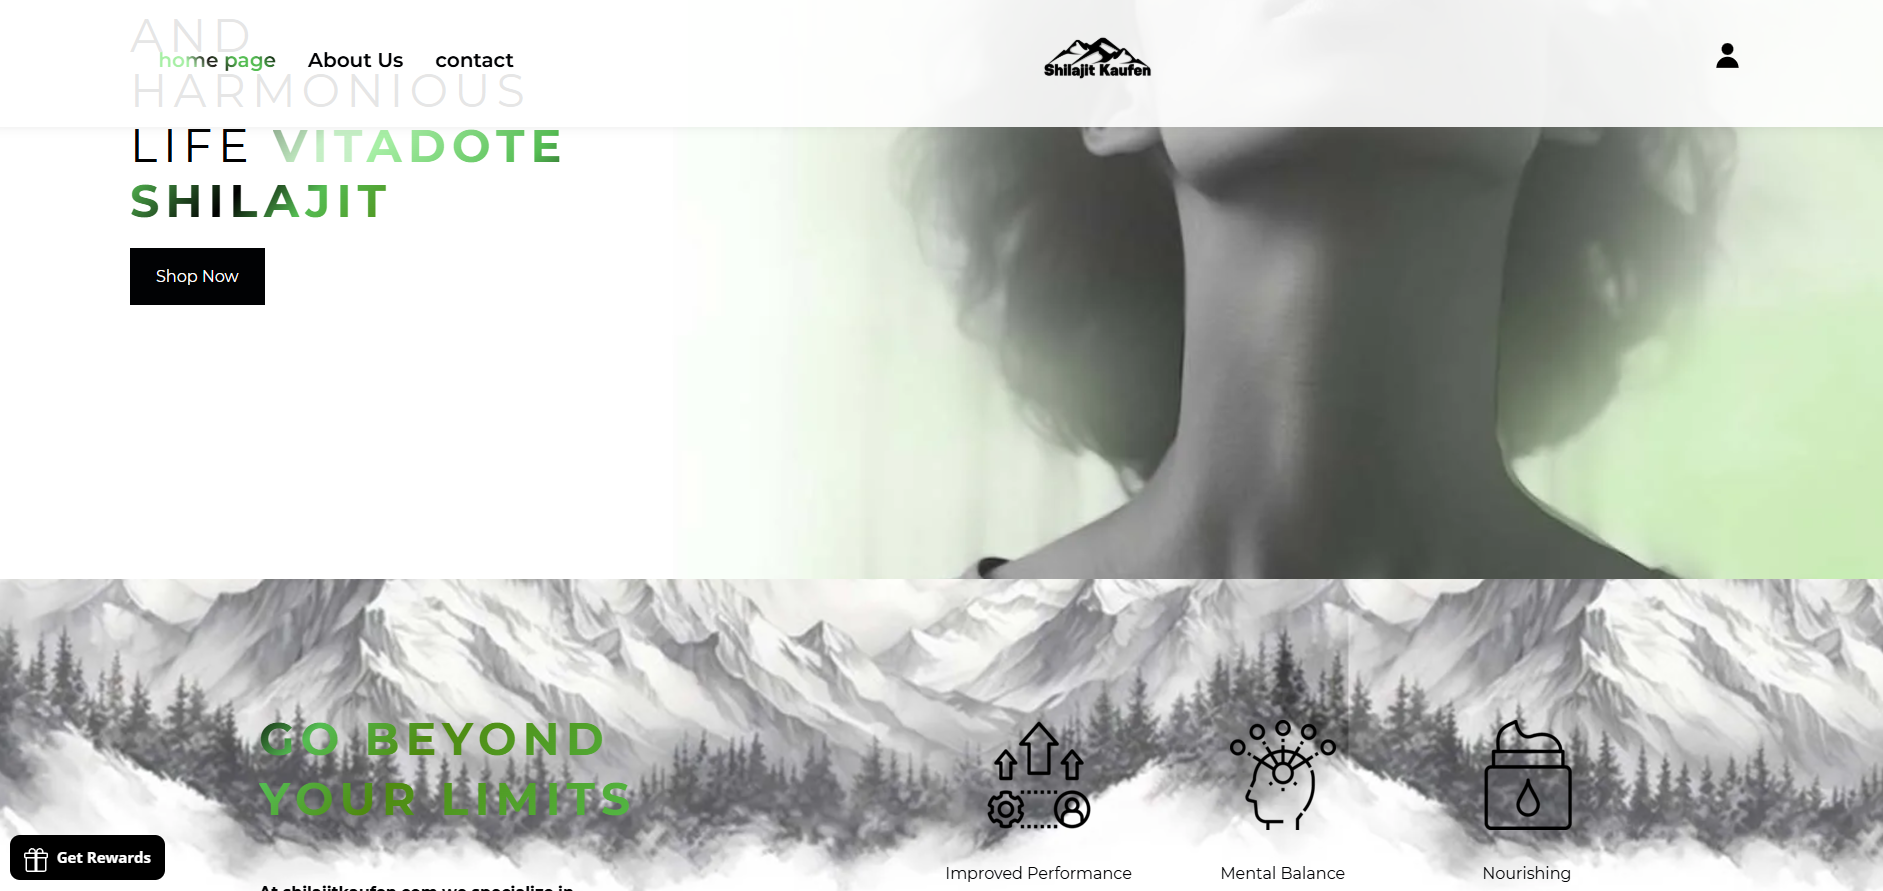 AND
home page About Us contact
Shilajit Kaufen
HARMONIOUS
LIFE VITADOTE
SHILAJIT
Shop Now
GO BEYOND
YOUR LIMITS
Get Rewards
Improved Performance Mental Balance Nourishing
At shilajitkaufen.com we specialize in